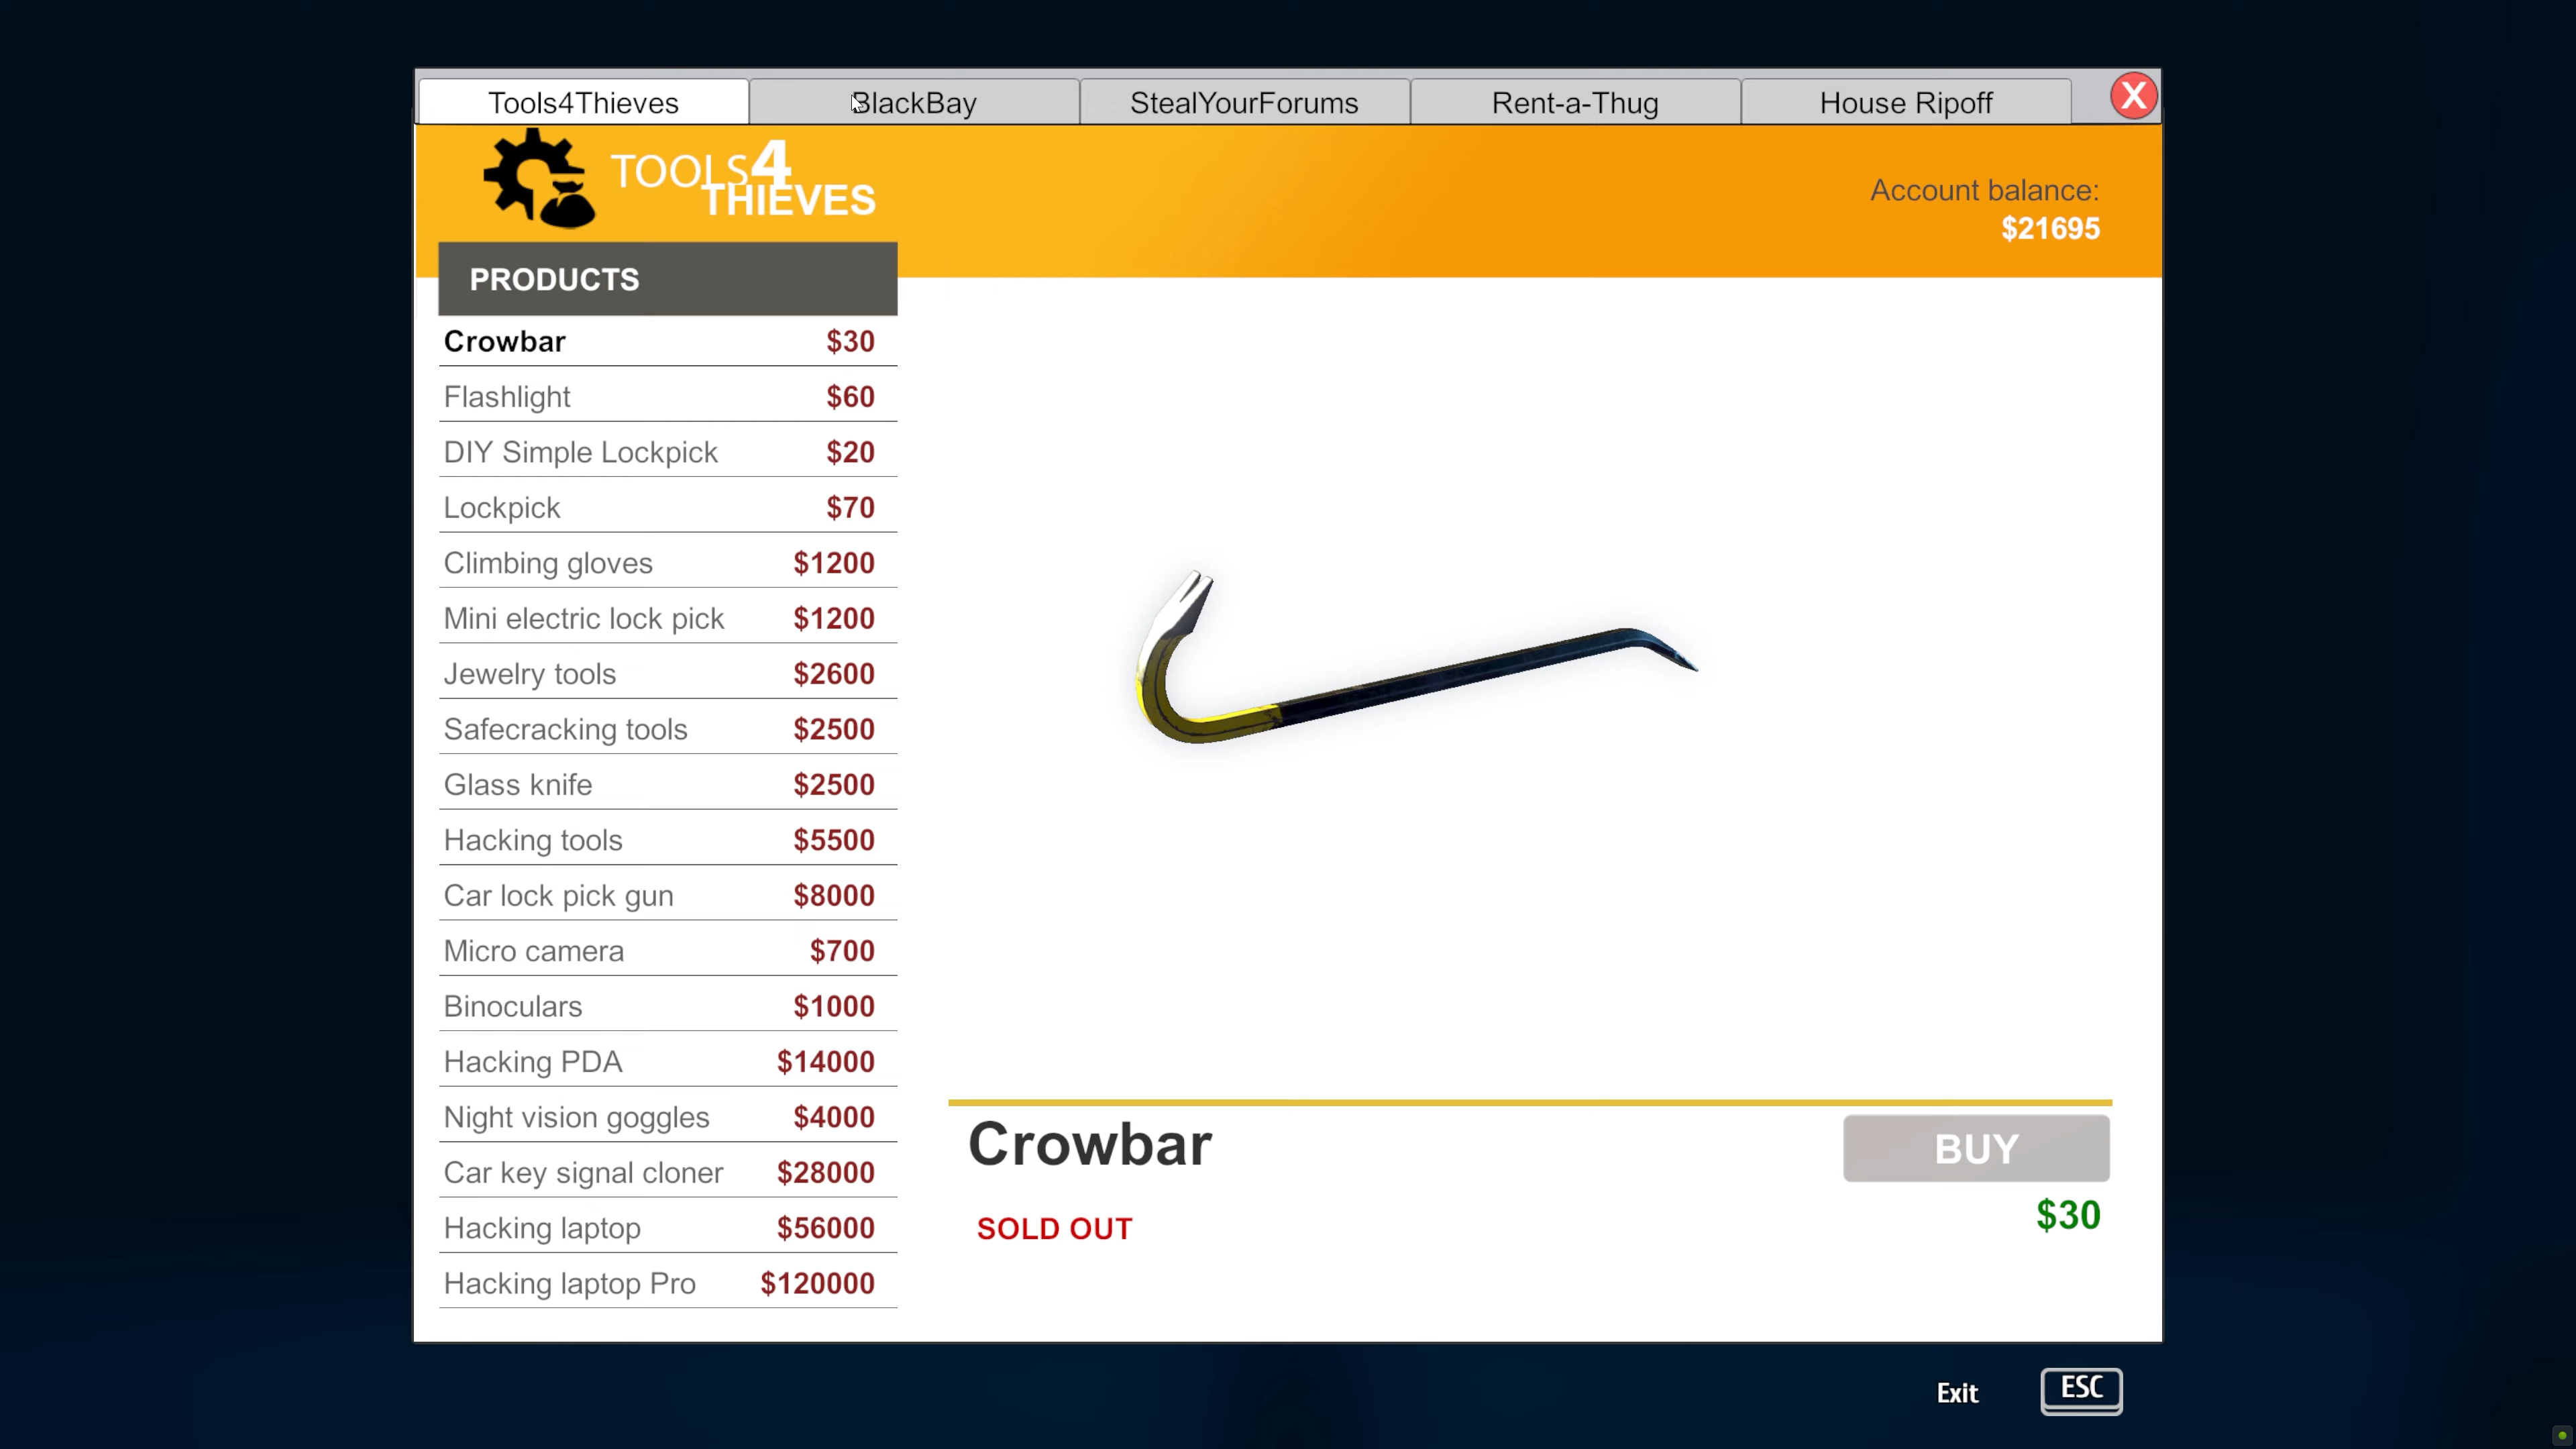 Tools4Thieves BlackBay StealYourForums Rent-a-Thug House Ripoff X
TOOLS4
THIEVES
Account balance:
$21695
PRODUCTS
Crowbar $30
Flashlight $60
DIY Simple Lockpick $20
Lockpick $70
Climbing gloves $1200
Mini electric lock pick $1200
Jewelry tools $2600
Safecracking tools $2500
Glass knife $2500
Hacking tools $5500
Car lock pick gun $8000
Micro camera $700
Binoculars $1000
Hacking PDA $14000
Night vision goggles $4000
Car key signal cloner $28000
Hacking laptop $56000
Hacking laptop Pro $120000
Crowbar
BUY
SOLD OUT
$30
Exit ESC